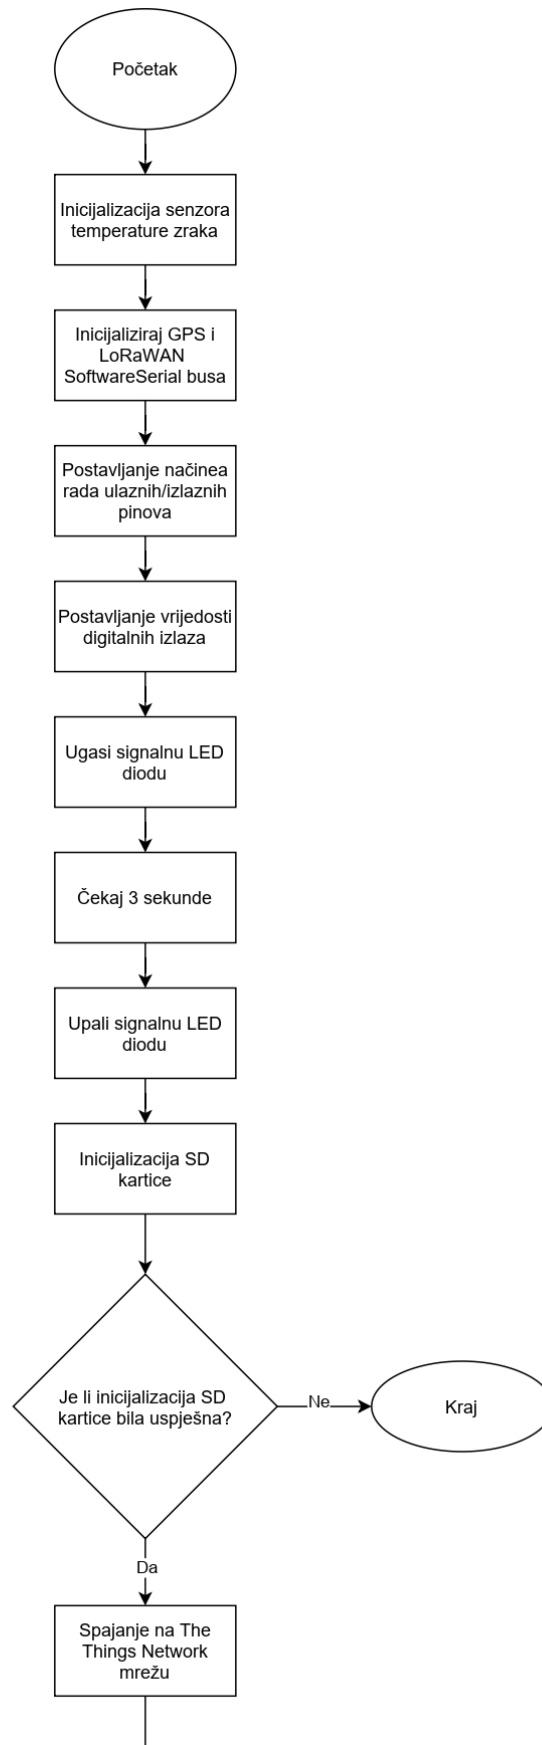 Početak
Inicijalizacija senzora
temperature zraka
Inicijaliziraj GPS i
LoRaWAN
SoftwareSerial busa
Postavljanje načinea
rada ulaznih/izlaznih
pinova
Postavljanje vrijedosti
digitalnih izlaza
Ugasi signalnu LED
diodu
Čekaj 3 sekunde
Upali signalnu LED
diodu
Inicijalizacija SD
kartice
Je li inicijalizacija SD
kartice bila uspješna?
Ne
Kraj
Da
Spajanje na The
Things Network
mrežu